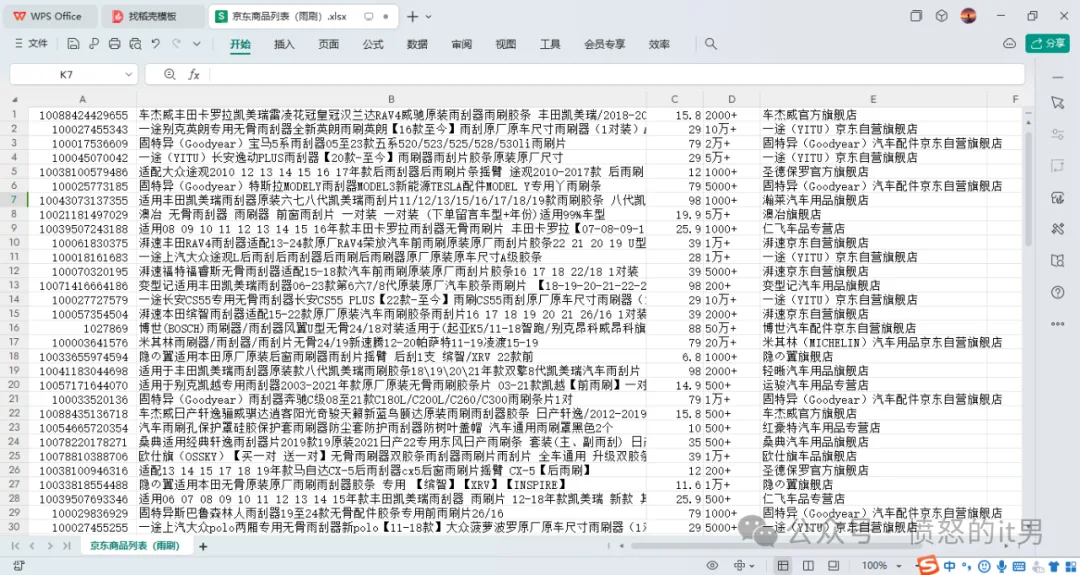 WPS Office 找稻壳模板 京东商品列表（雨刷）.xlsx
文件 开始 插入 页面 公式 数据 审阅 视图 工具 会员专享 效率 分享
K7 fx
A B C D E F
1 10088424429655 车杰威丰田卡罗拉凯美瑞雷凌花冠皇冠汉兰达RAV4威驰原装雨刮器雨刷胶条 丰田凯美瑞/2018-20 15.8 2000+ 车杰威官方旗舰店
2 100027455343 一途别克英朗专用无骨雨刮器全新英朗雨刷英朗【16款至今】雨刮原厂原车尺寸雨刷器（1对装）A 29 10万+ 一途（YITU）京东自营旗舰店
3 100017536609 固特异（Goodyear）宝马5系雨刮器05至23款五系520/523/525/528/530li雨刷片 79 2万+ 固特异（Goodyear）汽车配件京东自营旗舰店
4 100045070042 一途（YITU）长安逸动PLUS雨刮器【20款-至今】雨刷器雨刮片胶条原装原厂尺寸 29 5万+ 一途（YITU）京东自营旗舰店
5 10038100579486 适配大众途观2010 12 13 14 15 16 17年款后雨刮器后雨刷片条摇臂 途观2010-2017款 后雨刷 12 1000+ 圣德保罗官方旗舰店
6 100025773185 固特异（Goodyear）特斯拉MODELY雨刮器MODEL3新能源TESLA配件MODEL Y专用丫雨刷条 79 5000+ 固特异（Goodyear）汽车配件京东自营旗舰店
7 10043073137355 适用丰田凯美瑞雨刮器原装六七八代凯美瑞雨刮片11/12/13/15/16/17/18/19款雨刷胶条 八代凯 98 1000+ 瀚莱汽车用品旗舰店
8 10021181497029 澳冶 无骨雨刮器 雨刷器 前窗雨刮片 一对装 一对装 （下单留言车型+年份)适用99%车型 19.9 5万+ 澳冶旗舰店
9 10039507243188 适用08 09 10 11 12 13 14 15 16年款丰田卡罗拉雨刮器无骨雨刷片 丰田卡罗拉【07-08-09-1 25.9 1000+ 仁飞车品专营店
10 100061830375 湃速丰田RAV4雨刮器适配13-24款原厂RAV4荣放汽车前雨刷原装原厂雨刮片胶条22 21 20 19 U型 39 1万+ 湃速京东自营旗舰店
11 100018161683 一途上汽大众途观L后雨刮后雨刮器后雨刷后雨刷器原厂原装原车尺寸A级胶条 28 1万+ 一途（YITU）京东自营旗舰店
12 100070320195 湃速福特福睿斯无骨雨刮器适配15-18款汽车前雨刷原装原厂雨刮片胶条16 17 18 22/18 1对装 39 5000+ 湃速京东自营旗舰店
13 10071416664186 变型记适用丰田凯美瑞雨刮器06-23款第6六7/8代原装原厂汽车胶条雨刷片 【18-19-20-21-22-2 98 200+ 变型记汽车用品旗舰店
14 100027727579 一途长安CS55专用无骨雨刮器长安CS55 PLUS【22款-至今】雨刷CS55雨刮原厂原车尺寸雨刷器（1 29 10万+ 一途（YITU）京东自营旗舰店
15 100057354504 湃速本田缤智雨刮器适配15-22款原厂原装汽车无骨雨刷胶条雨刮片16 17 18 19 20 21 26/16 1对装 39 2000+ 湃速京东自营旗舰店
16 1027869 博世(BOSCH)雨刷器/雨刮器风翼U型无骨24/18对装适用于(起亚K5/11-18智跑/别克昂科威昂科旗 88 50万+ 博世汽车配件京东自营旗舰店
17 100003641576 米其林雨刷器/雨刮器/雨刮片无骨24/19新速腾12-20帕萨特11-19凌渡15-19 79 20万+ 米其林（MICHELIN）汽车用品京东自营旗舰店
18 10033655974594 隐の翼适用本田原厂原装后窗雨刷器雨刮片摇臂 后刮1支 缤智/XRV 22款前 6.8 1000+ 隐の翼旗舰店
19 10041183044698 适用于丰田凯美瑞雨刮器原装款八代凯美瑞雨刷胶条18\19\20\21年款双擎8代凯美瑞汽车雨刮片 98 2000+ 轻晰汽车用品旗舰店
20 10057171644070 适用于别克凯越专用雨刮器2003-2021年款原厂原装无骨雨刷胶条片 03-21款凯越【前雨刷】一对 14.9 500+ 运骏汽车用品专营店
21 100033520136 固特异（Goodyear）雨刮器奔驰C级08至21款C180L/C200L/C260/C300雨刷条片1对 79 1万+ 固特异（Goodyear）汽车配件京东自营旗舰店
22 10088435136718 车杰威日产轩逸骊威骐达逍客阳光奇骏天籁新蓝鸟颐达原装雨刷雨刮器胶条 日产轩逸/2012-2019 15.8 500+ 车杰威官方旗舰店
23 10054665720354 汽车雨刷孔保护罩硅胶保护套雨刷器防尘套防护雨刮器防树叶盖帽 汽车通用雨刷罩黑色2个 10 500+ 红豪特汽车用品专营店
24 10078220178271 桑典适用经典轩逸雨刮器片2019款19原装2021日产22专用东风日产雨刷条 套装(主、副雨刮) 日产 35 500+ 桑典汽车用品旗舰店
25 10078810388706 欧仕旗（OSSKY）【买一对 送一对】无骨雨刷器双胶条雨刮器雨刷片雨刮片 全车通用 升级双胶条 39 1万+ 欧仕旗车品旗舰店
26 10038100946316 适配13 14 15 17 18 19年款马自达CX-5后雨刮器cx5后窗雨刷片摇臂 CX-5【后雨刷】 12 200+ 圣德保罗官方旗舰店
27 10033818554488 隐の翼适用本田无骨原装原厂雨刷雨刮器胶条 专用 【缤智】【XRV】【INSPIRE】 11.6 1万+ 隐の翼旗舰店
28 10039507693346 适用06 07 08 09 10 11 12 13 14 15年款丰田凯美瑞雨刮器 雨刷片 12-18年款凯美瑞 新款 其 25.9 500+ 仁飞车品专营店
29 100029836929 固特异斯巴鲁森林人雨刮器19至24款无骨配件胶条专用前雨刷片26/16 79 1000+ 固特异（Goodyear）汽车配件京东自营旗舰店
30 100027455255 一途上汽大众polo两厢专用无骨雨刮器新polo【11-18款】大众菠萝波罗原厂原车尺寸雨刷器（1对 29 5000+ 一途（YITU）京东自营旗舰店
公众号 愤怒的it男
京东商品列表（雨刷）
100%
中